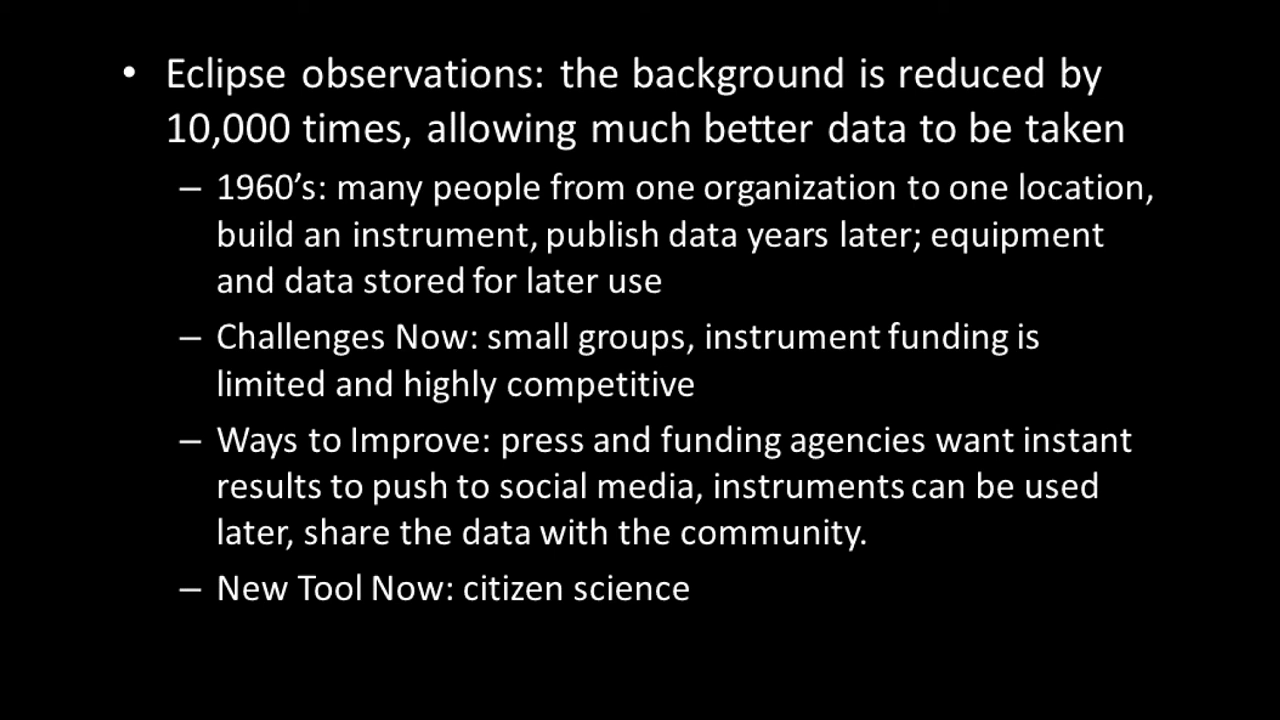 • Eclipse observations: the background is reduced by
10,000 times, allowing much better data to be taken
– 1960’s: many people from one organization to one location,
build an instrument, publish data years later; equipment
and data stored for later use
– Challenges Now: small groups, instrument funding is
limited and highly competitive
– Ways to Improve: press and funding agencies want instant
results to push to social media, instruments can be used
later, share the data with the community.
– New Tool Now: citizen science